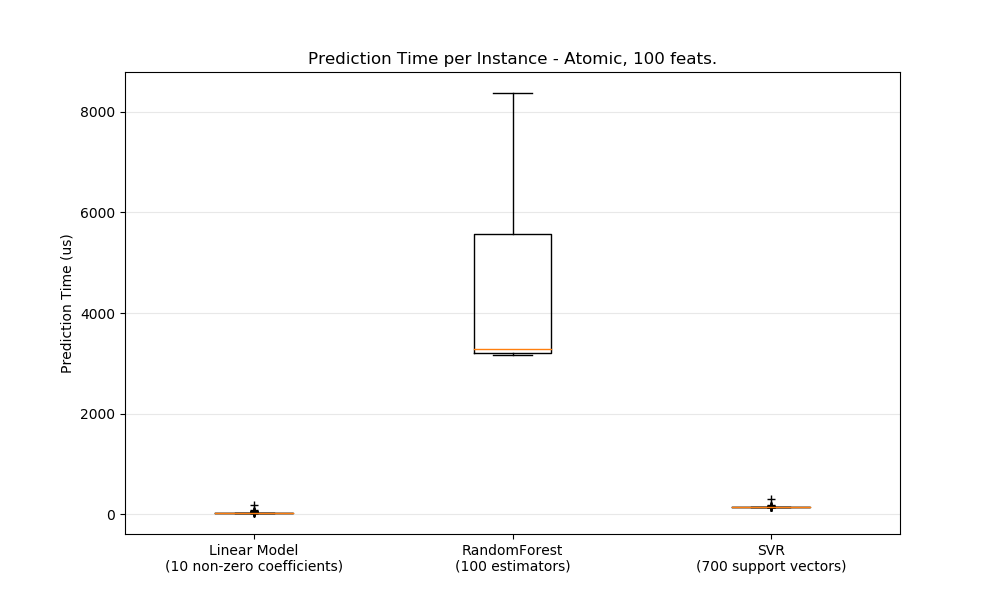 Prediction Time per Instance - Atomic, 100 feats.
Prediction Time (us)
8000
6000
4000
2000
0
Linear Model
(10 non-zero coefficients)
RandomForest
(100 estimators)
SVR
(700 support vectors)